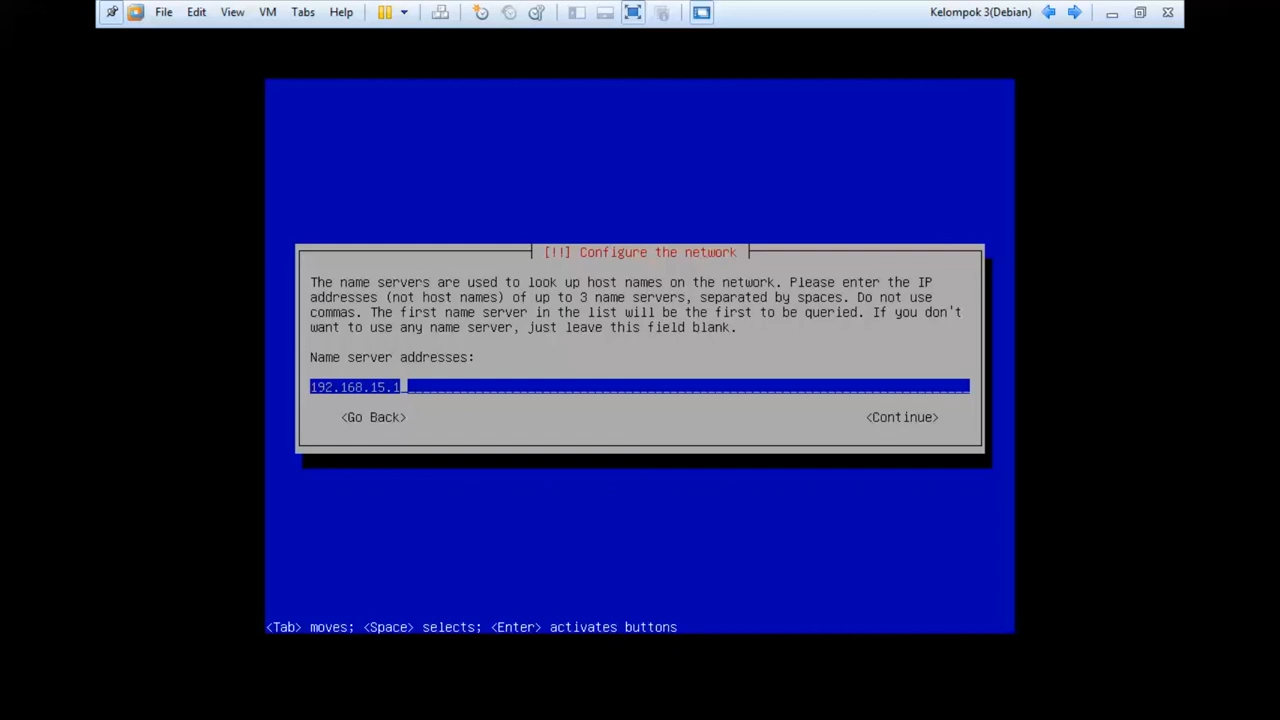 File Edit View VM Tabs Help
Kelompok 3(Debian)
[!!] Configure the network
The name servers are used to look up host names on the network. Please enter the IP
addresses (not host names) of up to 3 name servers, separated by spaces. Do not use
commas. The first name server in the list will be the first to be queried. If you don't
want to use any name server, just leave this field blank.
Name server addresses:
192.168.15.1
<Go Back> <Continue>
<Tab> moves; <Space> selects; <Enter> activates buttons